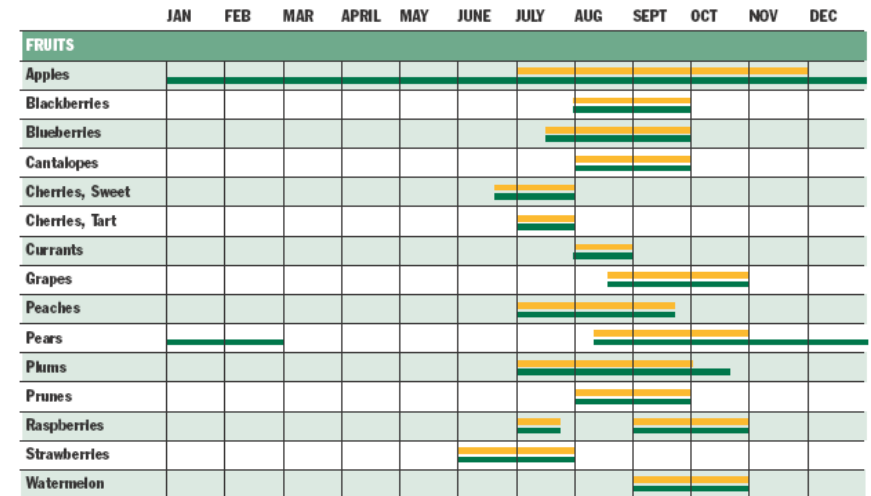 JAN FEB MAR APRIL MAY JUNE JULY AUG SEPT OCT NOV DEC
FRUITS
Apples
Blackberries
Blueberries
Cantalopes
Cherries, Sweet
Cherries, Tart
Currants
Grapes
Peaches
Pears
Plums
Prunes
Raspberries
Strawberries
Watermelon